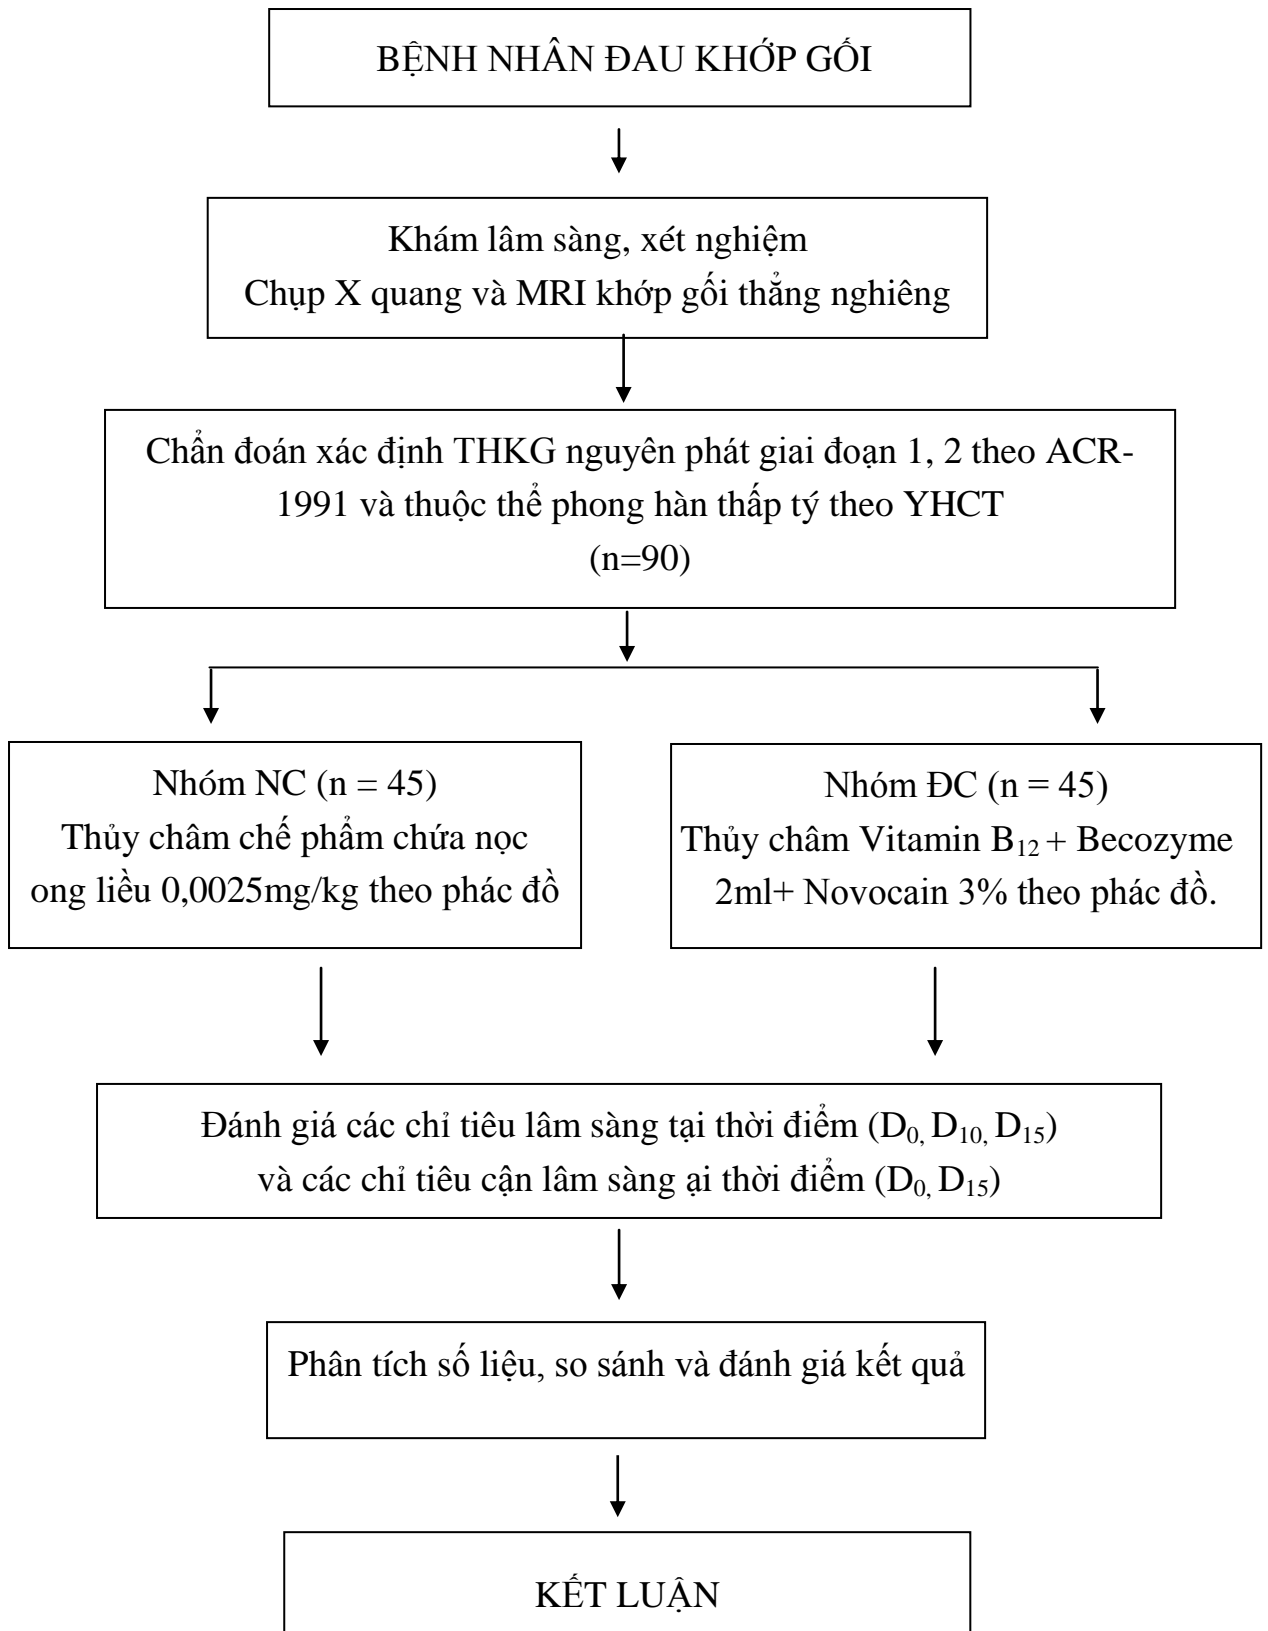 BỆNH NHÂN ĐAU KHỚP GỐI
Khám lâm sàng, xét nghiệm
Chụp X quang và MRI khớp gối thẳng nghiêng
Chẩn đoán xác định THKG nguyên phát giai đoạn 1, 2 theo ACR-
1991 và thuộc thể phong hàn thấp tý theo YHCT
(n=90)
Nhóm NC (n = 45)
Thủy châm chế phẩm chứa nọc
ong liều 0,0025mg/kg theo phác đồ
Nhóm ĐC (n = 45)
Thủy châm Vitamin B₁₂ + Becozyme
2ml+ Novocain 3% theo phác đồ.
Đánh giá các chỉ tiêu lâm sàng tại thời điểm (D₀, D₁₀, D₁₅)
và các chỉ tiêu cận lâm sàng ại thời điểm (D₀, D₁₅)
Phân tích số liệu, so sánh và đánh giá kết quả
KẾT LUẬN